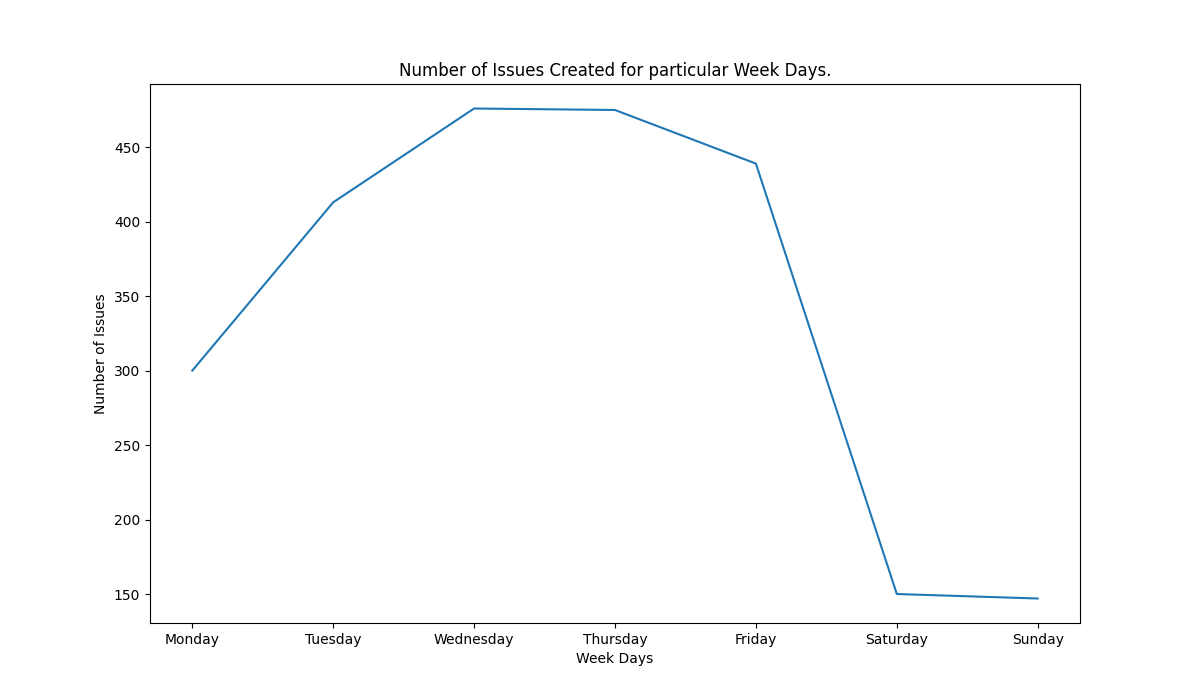 Number of Issues Created for particular Week Days.
Number of Issues
450
400
350
300
250
200
150
Monday Tuesday Wednesday Thursday Friday Saturday Sunday
Week Days